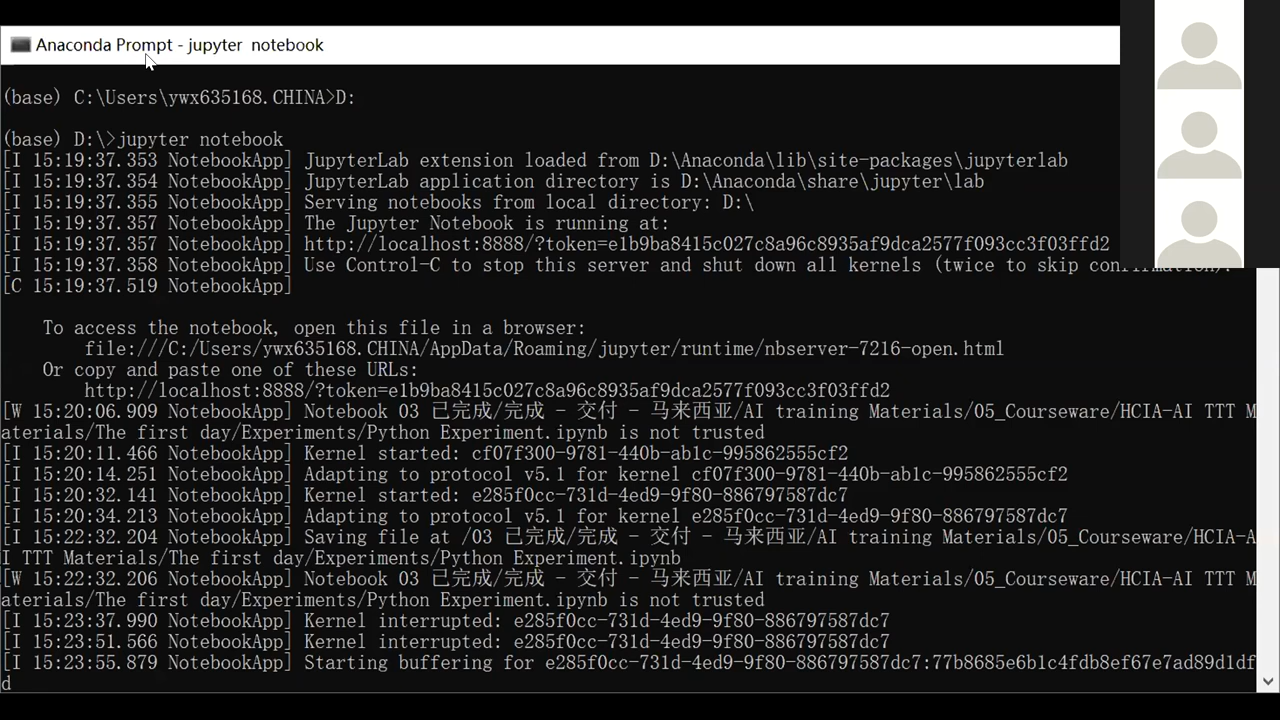 Anaconda Prompt - jupyter  notebook
(base) C:\Users\ywx635168.CHINA>D:
(base) D:\>jupyter notebook
[I 15:19:37.353 NotebookApp] JupyterLab extension loaded from D:\Anaconda\lib\site-packages\jupyterlab
[I 15:19:37.354 NotebookApp] JupyterLab application directory is D:\Anaconda\share\jupyter\lab
[I 15:19:37.355 NotebookApp] Serving notebooks from local directory: D:\
[I 15:19:37.357 NotebookApp] The Jupyter Notebook is running at:
[I 15:19:37.357 NotebookApp] http://localhost:8888/?token=e1b9ba8415c027c8a96c8935af9dca2577f093cc3f03ffd2
[I 15:19:37.358 NotebookApp] Use Control-C to stop this server and shut down all kernels (twice to skip confirmation).
[C 15:19:37.519 NotebookApp]
To access the notebook, open this file in a browser:
file:///C:/Users/ywx635168.CHINA/AppData/Roaming/jupyter/runtime/nbserver-7216-open.html
Or copy and paste one of these URLs:
http://localhost:8888/?token=e1b9ba8415c027c8a96c8935af9dca2577f093cc3f03ffd2
[W 15:20:06.909 NotebookApp] Notebook 03 已完成/完成 - 交付 - 马来西亚/AI training Materials/05_Courseware/HCIA-AI TTT M
aterials/The first day/Experiments/Python Experiment.ipynb is not trusted
[I 15:20:11.466 NotebookApp] Kernel started: cf07f300-9781-440b-ab1c-995862555cf2
[I 15:20:14.251 NotebookApp] Adapting to protocol v5.1 for kernel cf07f300-9781-440b-ab1c-995862555cf2
[I 15:20:32.141 NotebookApp] Kernel started: e285f0cc-731d-4ed9-9f80-886797587dc7
[I 15:20:34.213 NotebookApp] Adapting to protocol v5.1 for kernel e285f0cc-731d-4ed9-9f80-886797587dc7
[I 15:22:32.204 NotebookApp] Saving file at /03 已完成/完成 - 交付 - 马来西亚/AI training Materials/05_Courseware/HCIA-A
I TTT Materials/The first day/Experiments/Python Experiment.ipynb
[W 15:22:32.206 NotebookApp] Notebook 03 已完成/完成 - 交付 - 马来西亚/AI training Materials/05_Courseware/HCIA-AI TTT M
aterials/The first day/Experiments/Python Experiment.ipynb is not trusted
[I 15:23:37.990 NotebookApp] Kernel interrupted: e285f0cc-731d-4ed9-9f80-886797587dc7
[I 15:23:51.566 NotebookApp] Kernel interrupted: e285f0cc-731d-4ed9-9f80-886797587dc7
[I 15:23:55.879 NotebookApp] Starting buffering for e285f0cc-731d-4ed9-9f80-886797587dc7:77b8685e6b1c4fdb8ef67e7ad89d1df
d